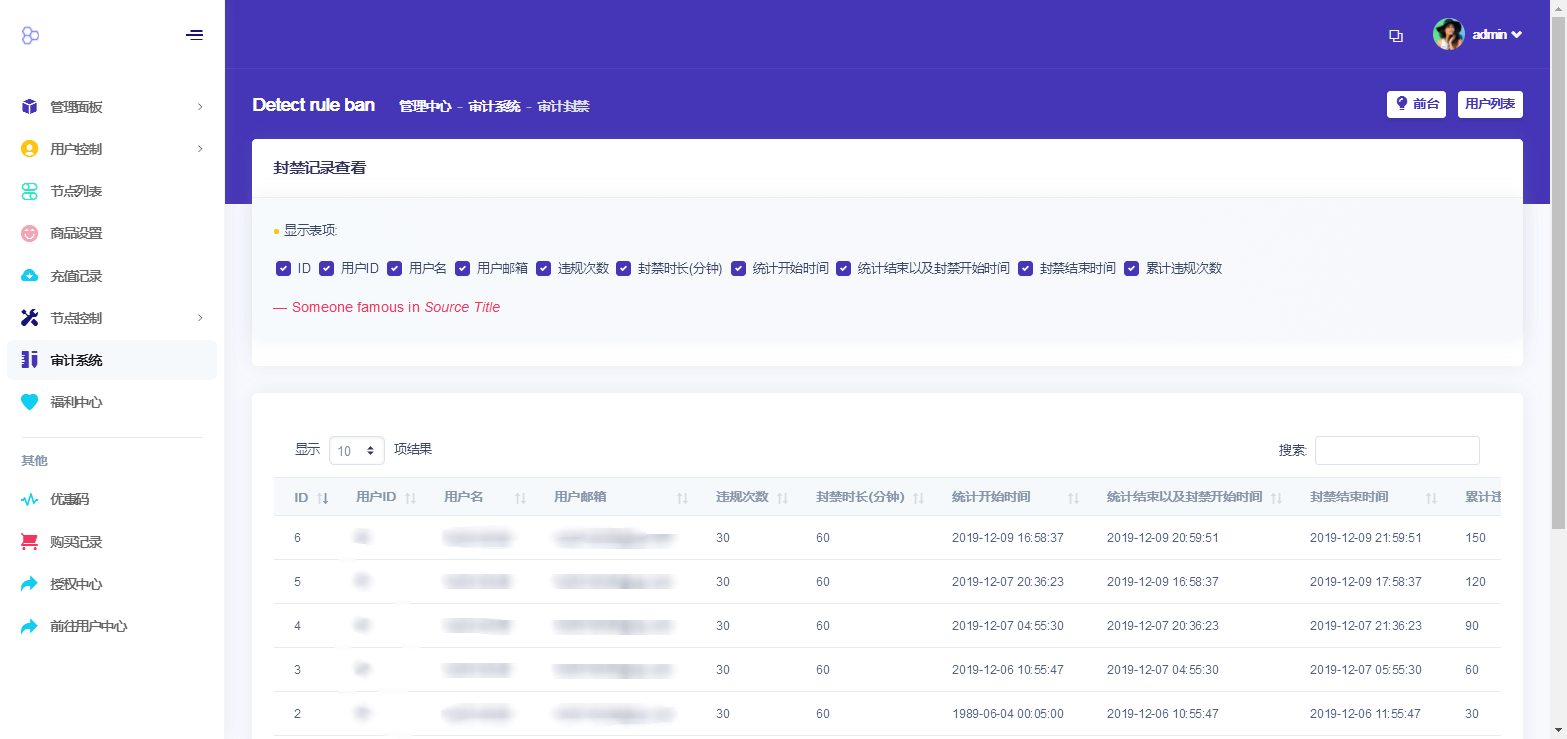 admin
管理面板
用户控制
节点列表
商品设置
充值记录
节点控制
审计系统
福利中心
其他
优惠码
购买记录
授权中心
前往用户中心
Detect rule ban 管理中心 - 审计系统 - 审计封禁 前台 用户列表
封禁记录查看
显示表项:
ID 用户ID 用户名 用户邮箱 违规次数 封禁时长(分钟) 统计开始时间 统计结束以及封禁开始时间 封禁结束时间 累计违规次数
— Someone famous in Source Title
显示 10 项结果 搜索:
ID 用户ID 用户名 用户邮箱 违规次数 封禁时长(分钟) 统计开始时间 统计结束以及封禁开始时间 封禁结束时间 累计违
6 30 60 2019-12-09 16:58:37 2019-12-09 20:59:51 2019-12-09 21:59:51 150
5 30 60 2019-12-07 20:36:23 2019-12-09 16:58:37 2019-12-09 17:58:37 120
4 30 60 2019-12-07 04:55:30 2019-12-07 20:36:23 2019-12-07 21:36:23 90
3 30 60 2019-12-06 10:55:47 2019-12-07 04:55:30 2019-12-07 05:55:30 60
2 30 60 1989-06-04 00:05:00 2019-12-06 10:55:47 2019-12-06 11:55:47 30